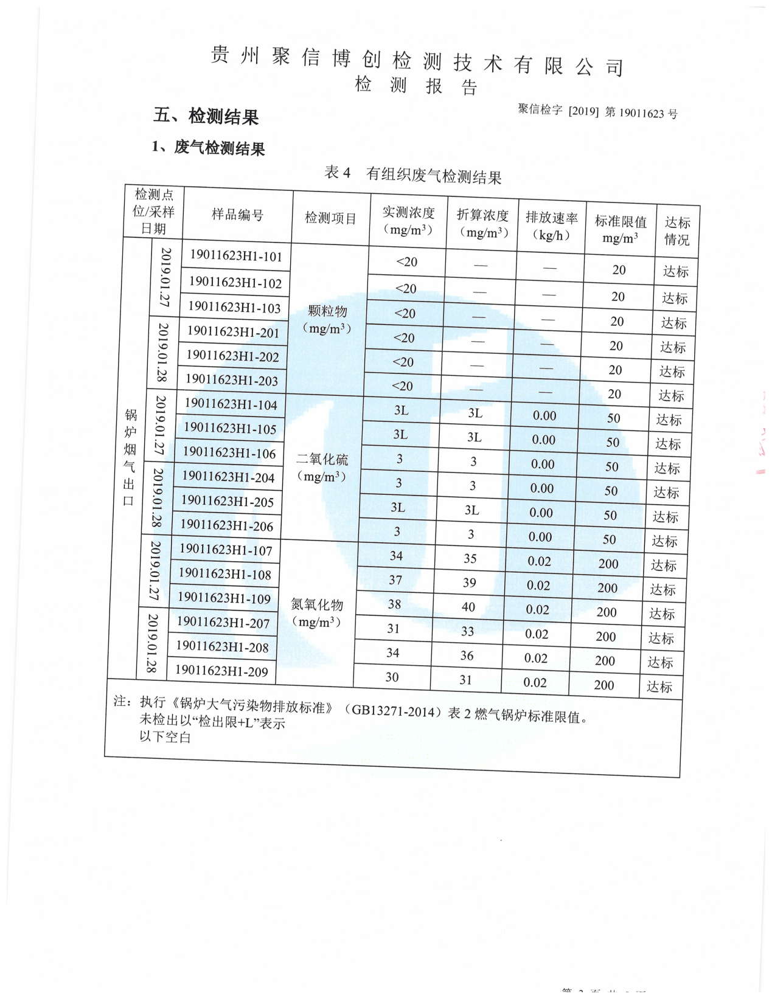 贵州聚信博创检测技术有限公司
检测报告
聚信检字 [2019] 第 19011623 号
五、检测结果
1、废气检测结果
表 4 有组织废气检测结果
检测点位/采样日期 样品编号 检测项目 实测浓度（mg/m³） 折算浓度（mg/m³） 排放速率（kg/h） 标准限值 mg/m³ 达标情况
锅炉烟气出口
2019.01.27
颗粒物（mg/m³）
19011623H1-101 <20 — — 20 达标
19011623H1-102 <20 — — 20 达标
19011623H1-103 <20 — — 20 达标
2019.01.28
19011623H1-201 <20 — — 20 达标
19011623H1-202 <20 — — 20 达标
19011623H1-203 <20 — — 20 达标
2019.01.27
二氧化硫（mg/m³）
19011623H1-104 3L 3L 0.00 50 达标
19011623H1-105 3L 3L 0.00 50 达标
19011623H1-106 3 3 0.00 50 达标
2019.01.28
19011623H1-204 3 3 0.00 50 达标
19011623H1-205 3L 3L 0.00 50 达标
19011623H1-206 3 3 0.00 50 达标
2019.01.27
氮氧化物（mg/m³）
19011623H1-107 34 35 0.02 200 达标
19011623H1-108 37 39 0.02 200 达标
19011623H1-109 38 40 0.02 200 达标
2019.01.28
19011623H1-207 31 33 0.02 200 达标
19011623H1-208 34 36 0.02 200 达标
19011623H1-209 30 31 0.02 200 达标
注：执行《锅炉大气污染物排放标准》（GB13271-2014）表 2 燃气锅炉标准限值。
未检出以“检出限+L”表示
以下空白